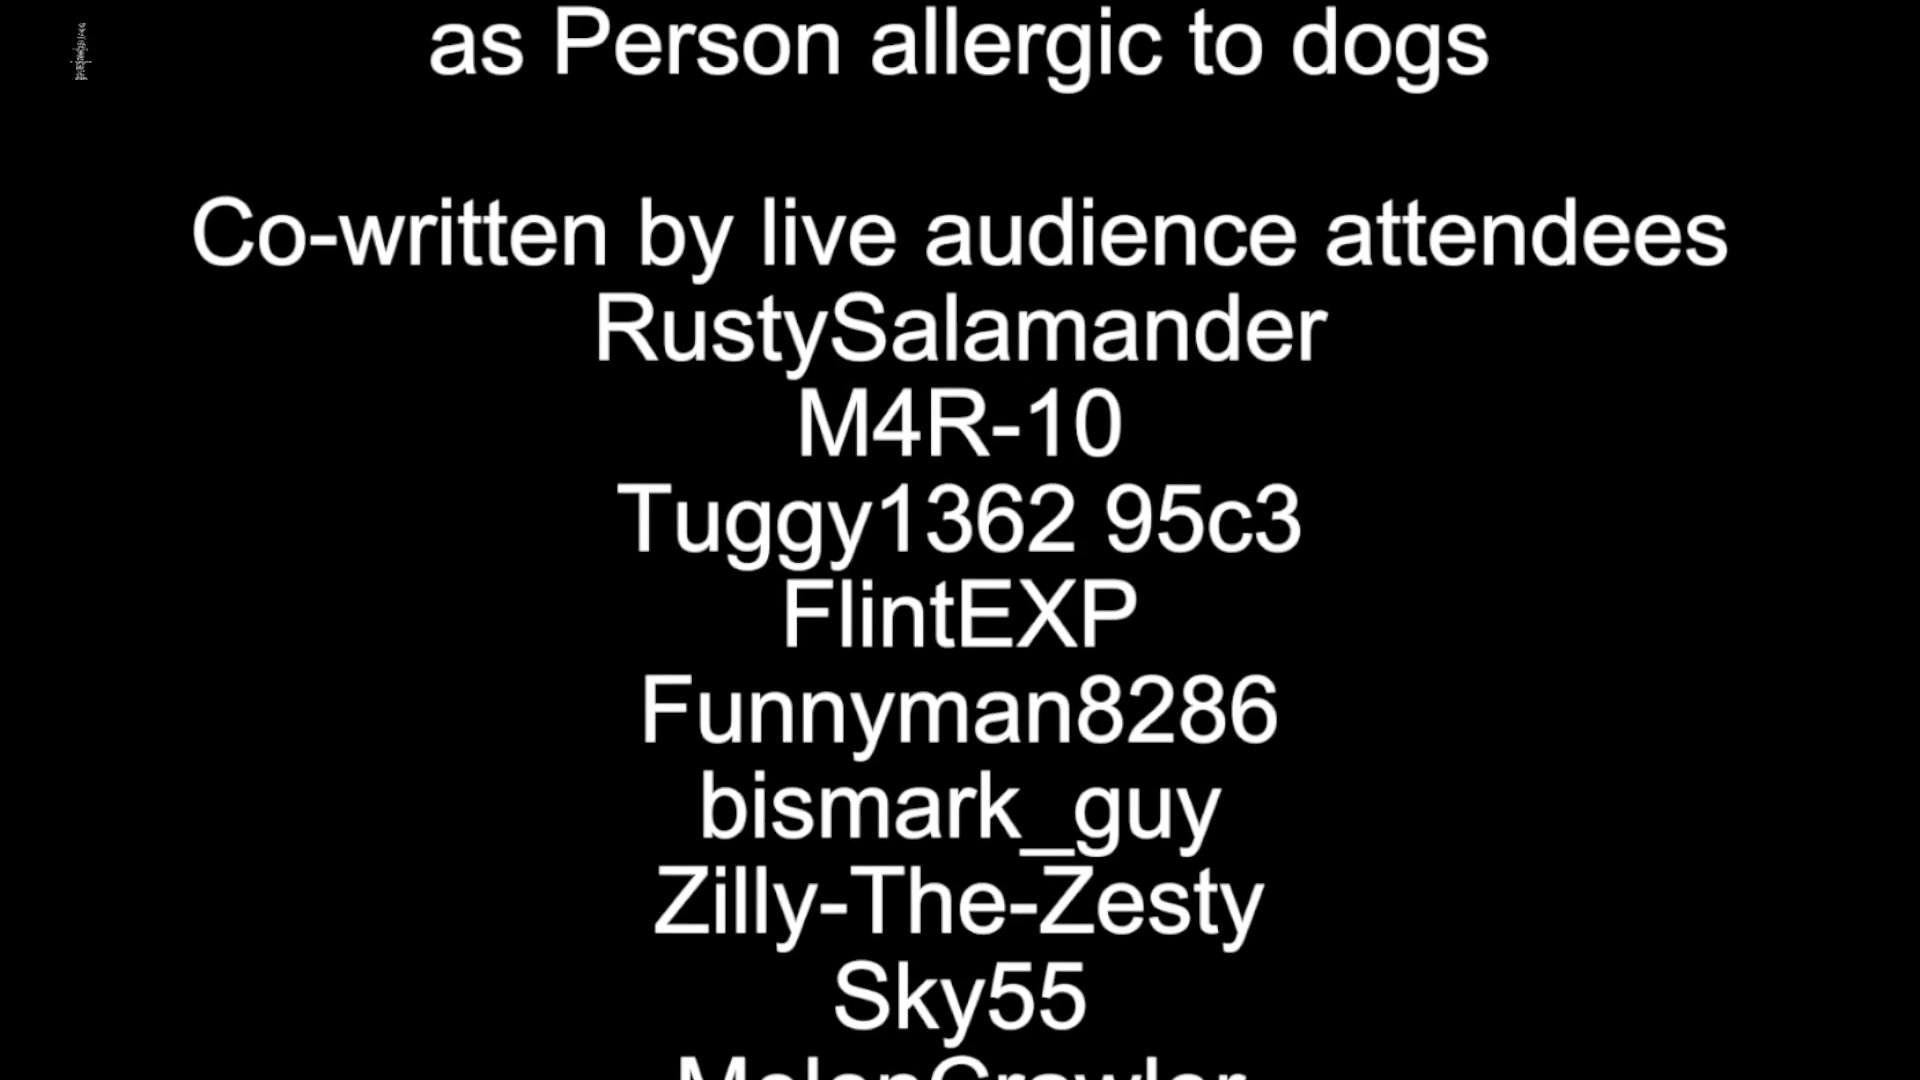 as Person allergic to dogs
Co-written by live audience attendees
RustySalamander
M4R-10
Tuggy1362 95c3
FlintEXP
Funnyman8286
bismark_guy
Zilly-The-Zesty
Sky55
MelonCrawler